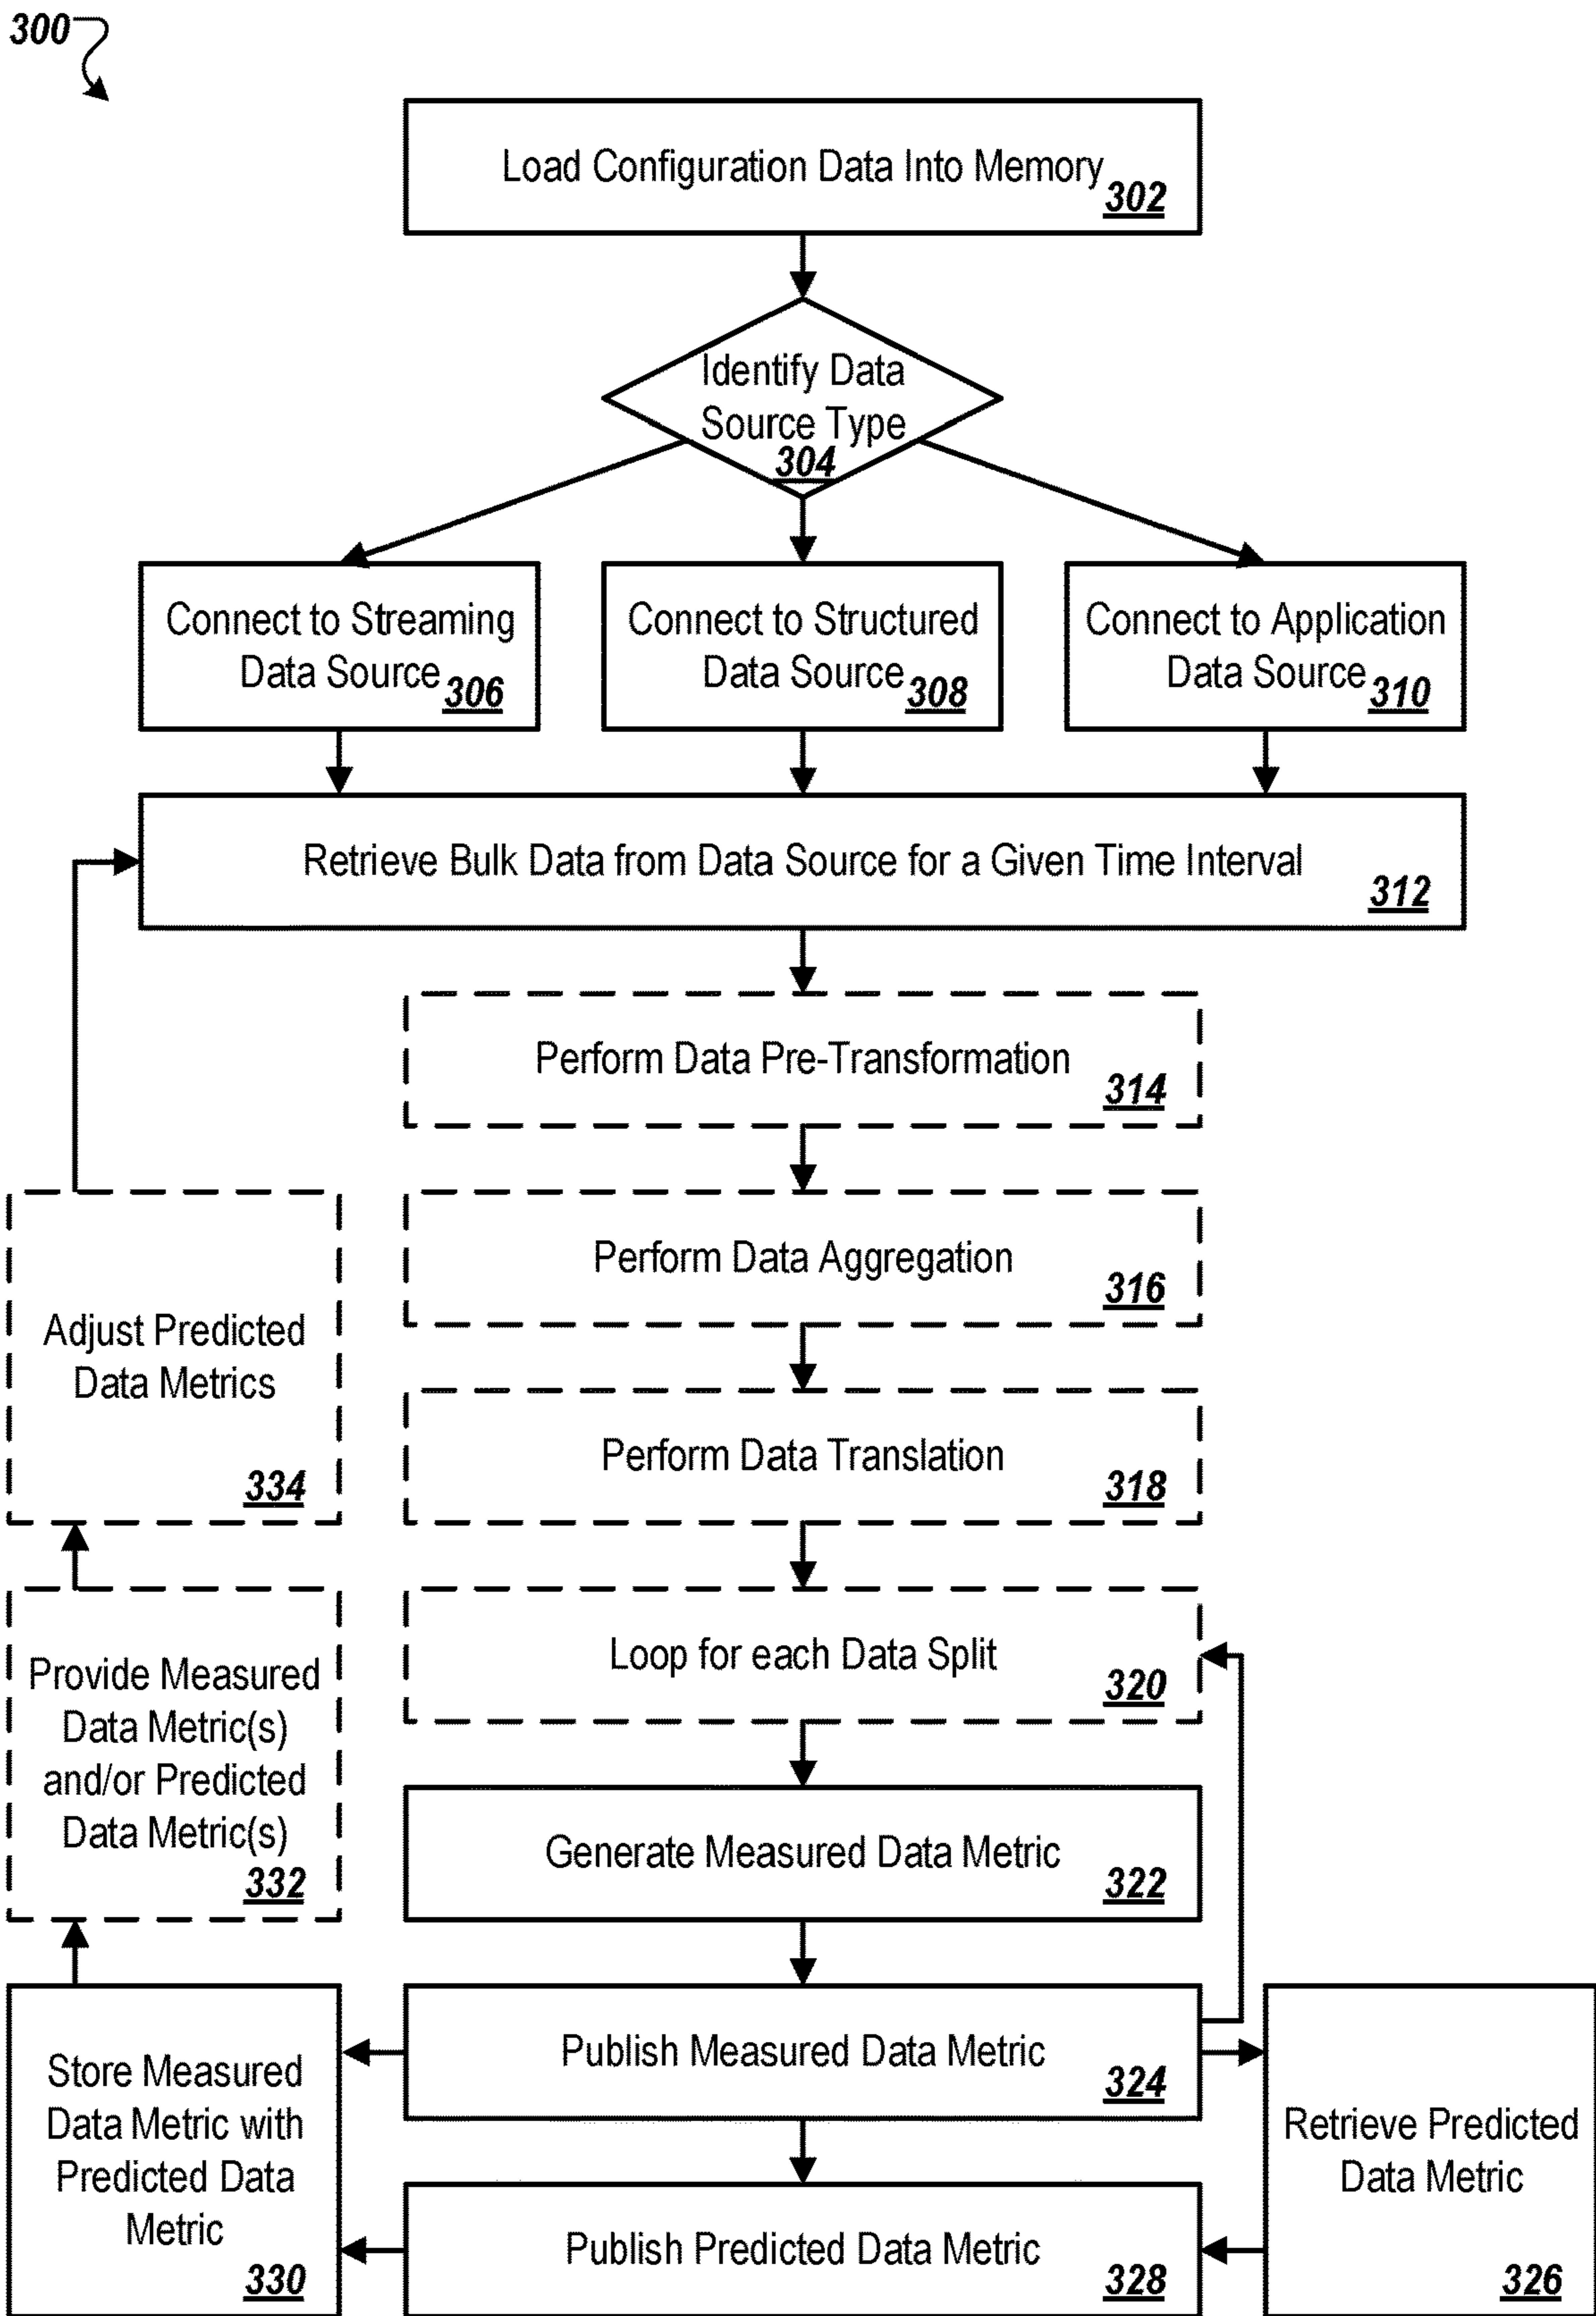 300
Load Configuration Data Into Memory
302
Identify Data
Source Type
304
Connect to Streaming
Data Source
306
Connect to Structured
Data Source
308
Connect to Application
Data Source
310
Retrieve Bulk Data from Data Source for a Given Time Interval
312
Perform Data Pre-Transformation
314
Perform Data Aggregation
316
Adjust Predicted
Data Metrics
334
Perform Data Translation
318
Loop for each Data Split
320
Provide Measured
Data Metric(s)
and/or Predicted
Data Metric(s)
332
Generate Measured Data Metric
322
Publish Measured Data Metric
324
Store Measured
Data Metric with
Predicted Data
Metric
330
Retrieve Predicted
Data Metric
326
Publish Predicted Data Metric
328